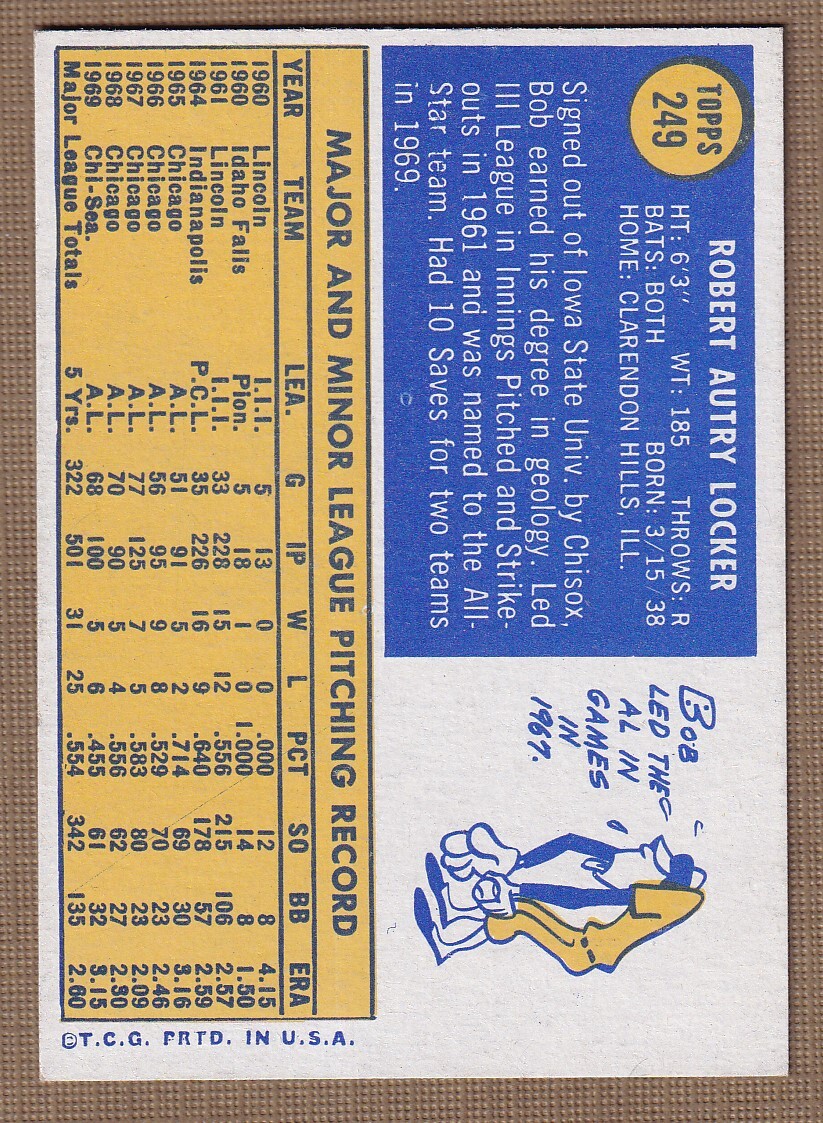 TOPPS
249
ROBERT AUTRY LOCKER
HT: 6'3" WT: 185 THROWS: R
BATS: BOTH BORN: 3/15/38
HOME: CLARENDON HILLS, ILL.
Signed out of Iowa State Univ. by Chisox,
Bob earned his degree in geology. Led
III League in Innings Pitched and Strike-
outs in 1961 and was named to the All-
Star team. Had 10 Saves for two teams
in 1969.
BOB
LED THE
AL IN
GAMES
IN
1967.
MAJOR AND MINOR LEAGUE PITCHING RECORD
YEAR TEAM LEA. G IP W L PCT SO BB ERA
1960 Lincoln I.I.I. 5 13 0 0 .000 12 8 4.15
1960 Idaho Falls Pion. 5 18 1 0 1.000 14 8 1.50
1961 Lincoln I.I.I. 33 228 15 12 .556 215 106 2.57
1964 Indianapolis P.C.L. 35 226 16 9 .640 178 57 2.59
1965 Chicago A.L. 51 91 5 2 .714 69 30 3.16
1966 Chicago A.L. 56 95 9 8 .529 70 23 2.46
1967 Chicago A.L. 77 125 7 5 .583 80 23 2.09
1968 Chicago A.L. 70 90 5 4 .556 62 27 2.30
1969 Chi-Sea. A.L. 68 100 5 6 .455 61 32 3.15
Major League Totals 5 Yrs. 322 501 31 25 .554 342 135 2.60
©T.C.G. PRTD. IN U.S.A.